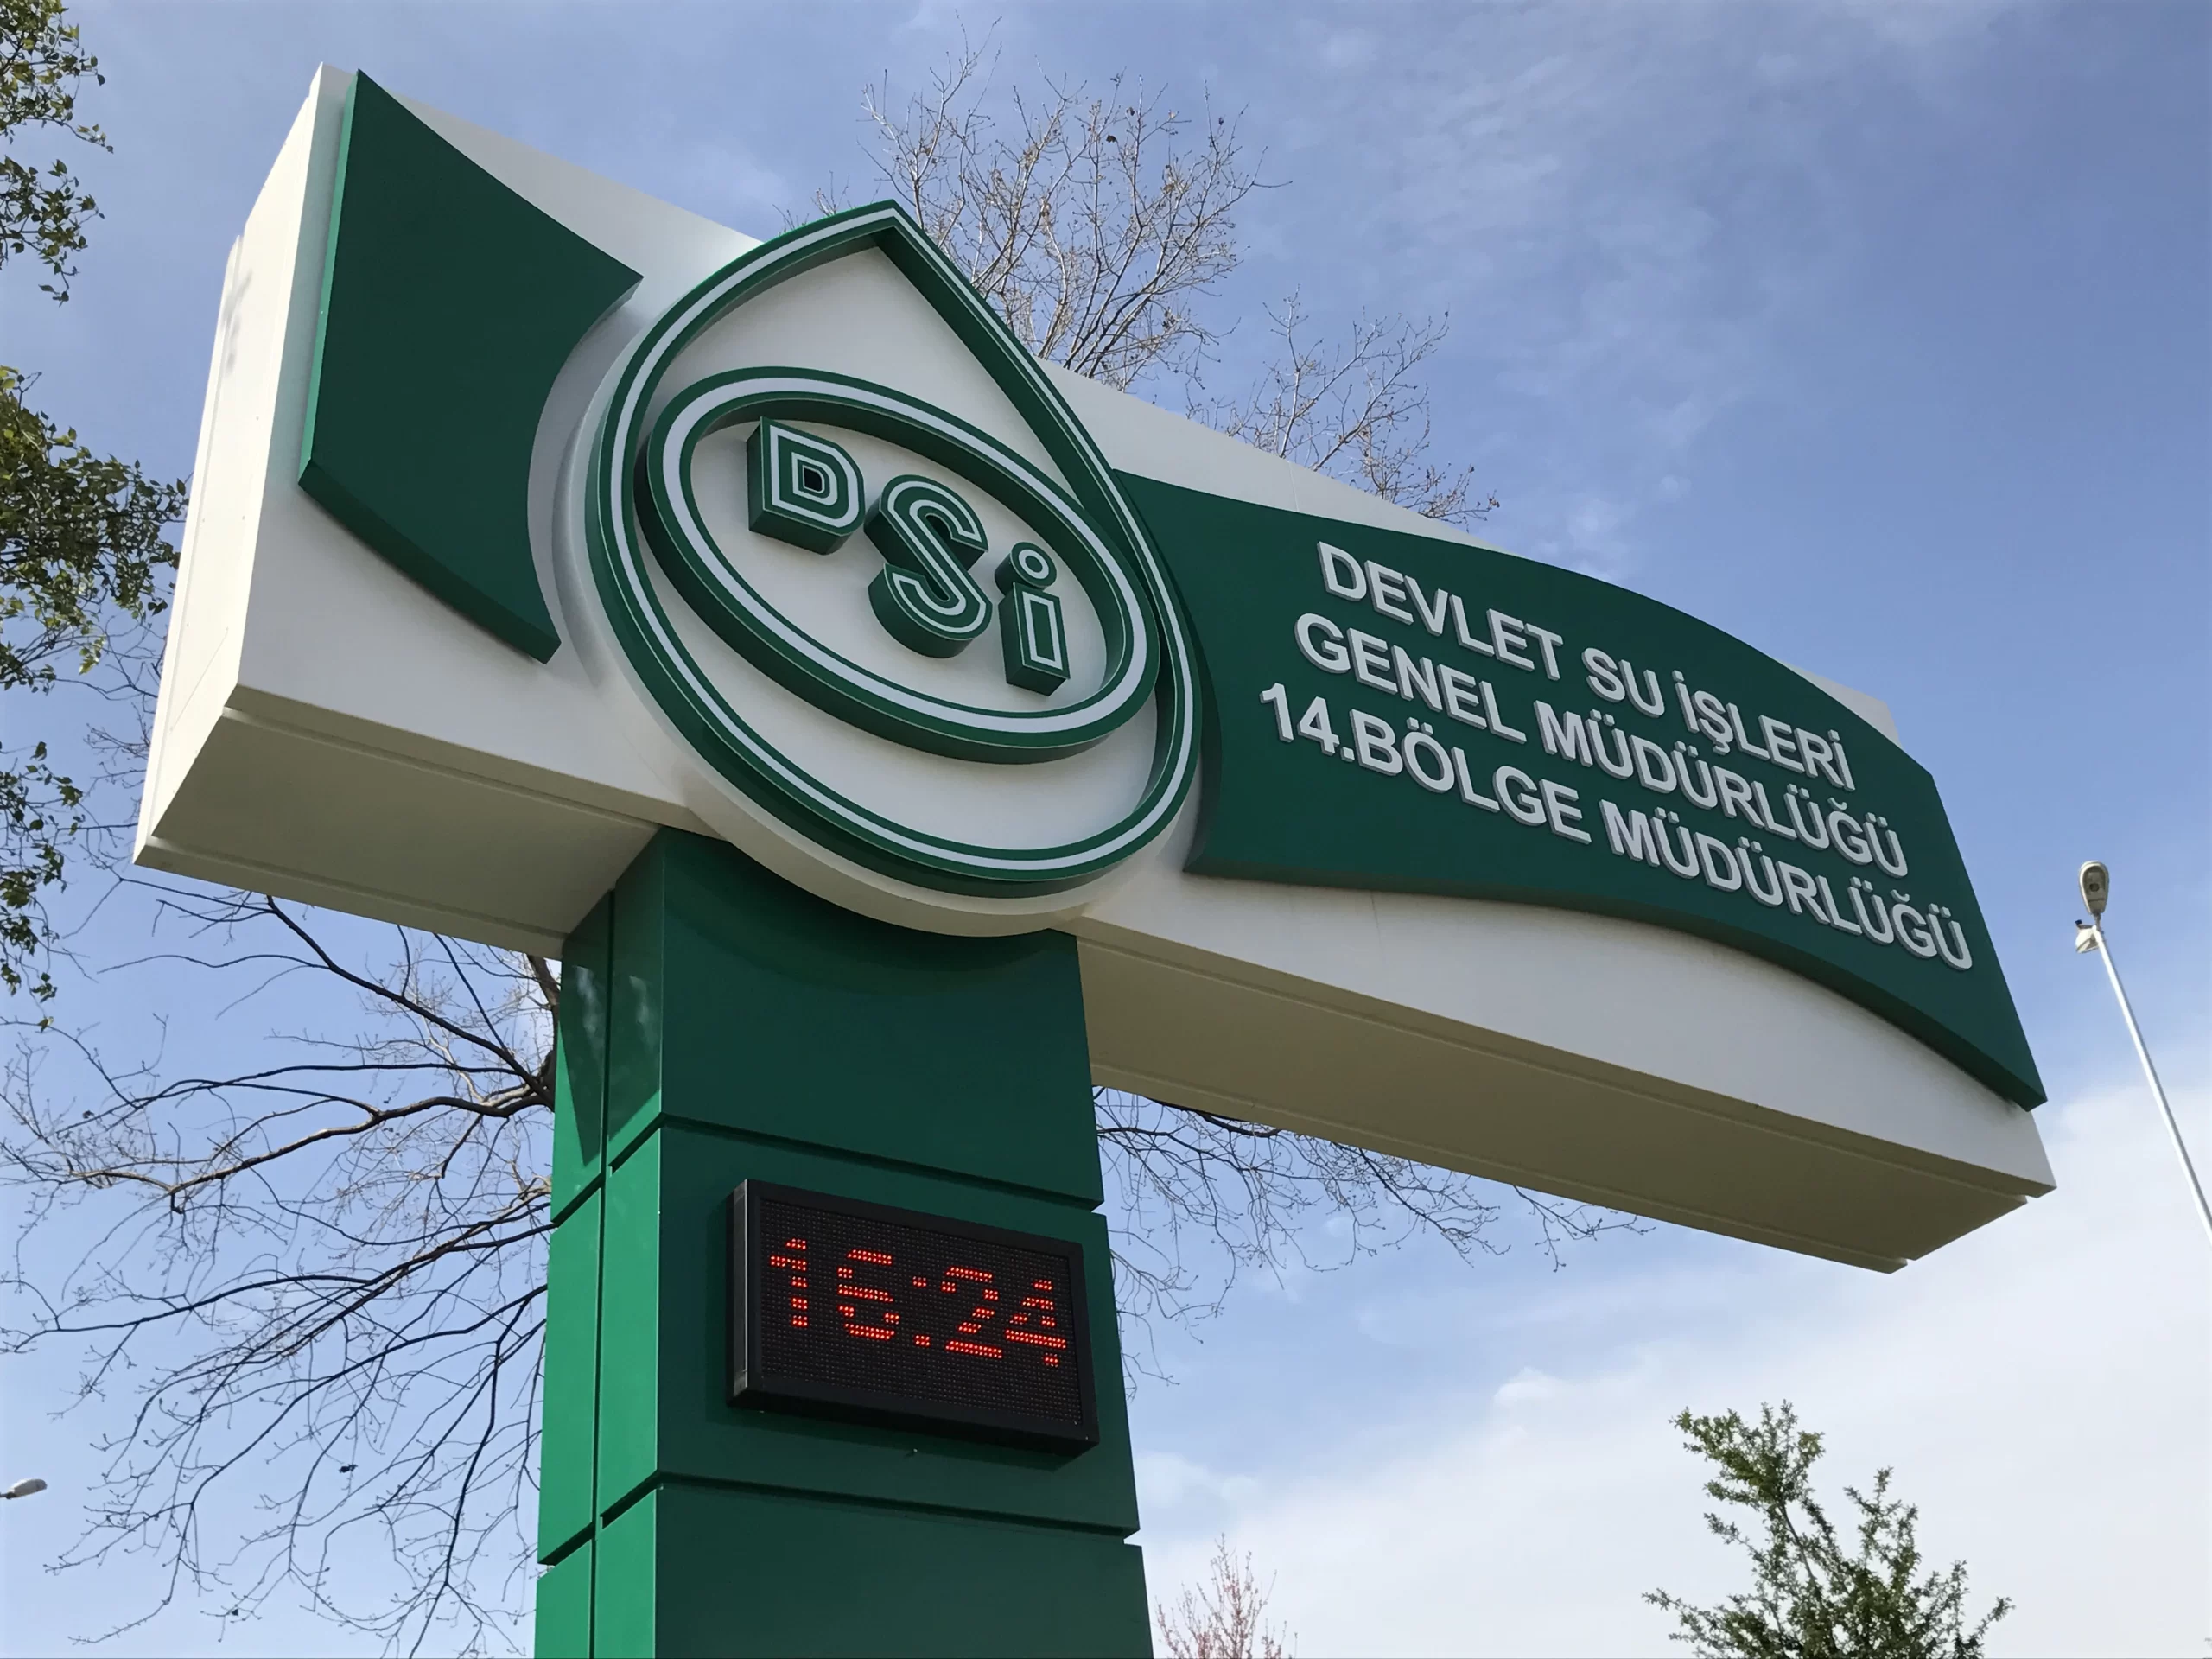 DSİ
DEVLET SU İŞLERİ
GENEL MÜDÜRLÜĞÜ
14.BÖLGE MÜDÜRLÜĞÜ
16:24